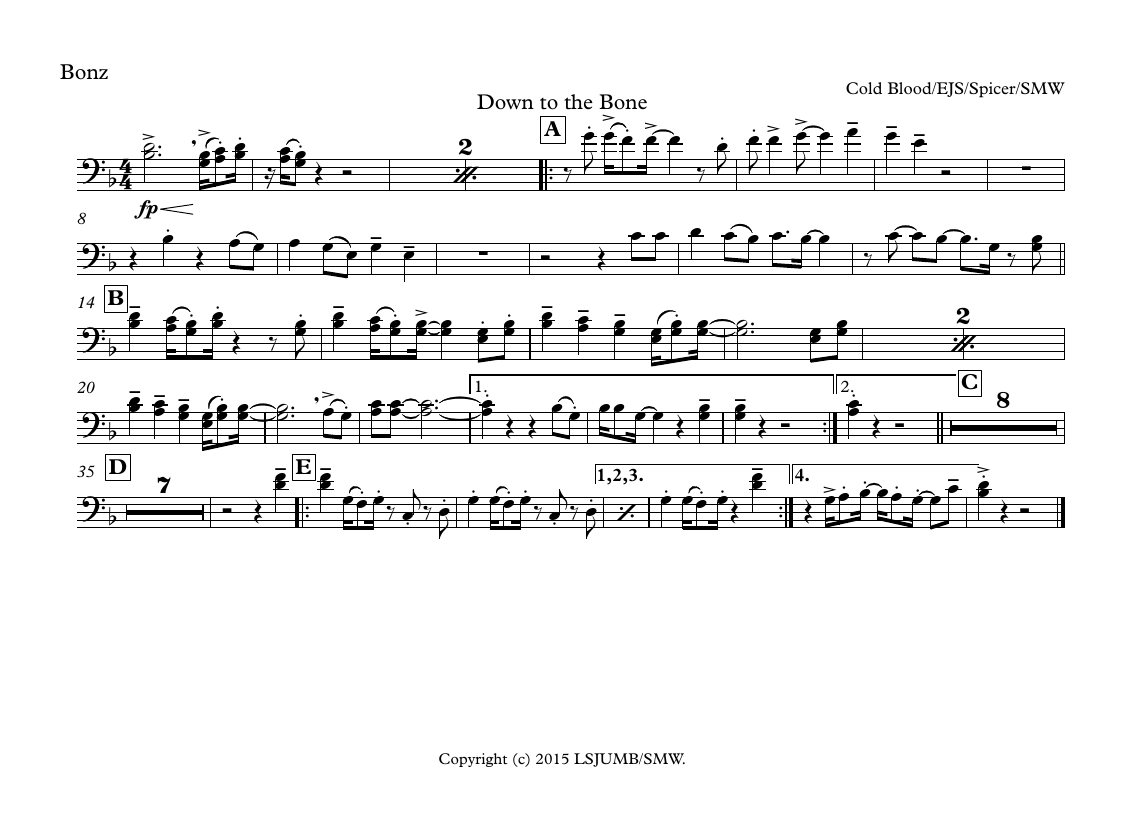 Bonz
Cold Blood/EJS/Spicer/SMW
Down to the Bone
A
2
4
4
fp
8
14
B
2
20
1.
2.
C
8
35
D
7
E
1,2,3.
4.
Copyright (c) 2015 LSJUMB/SMW.